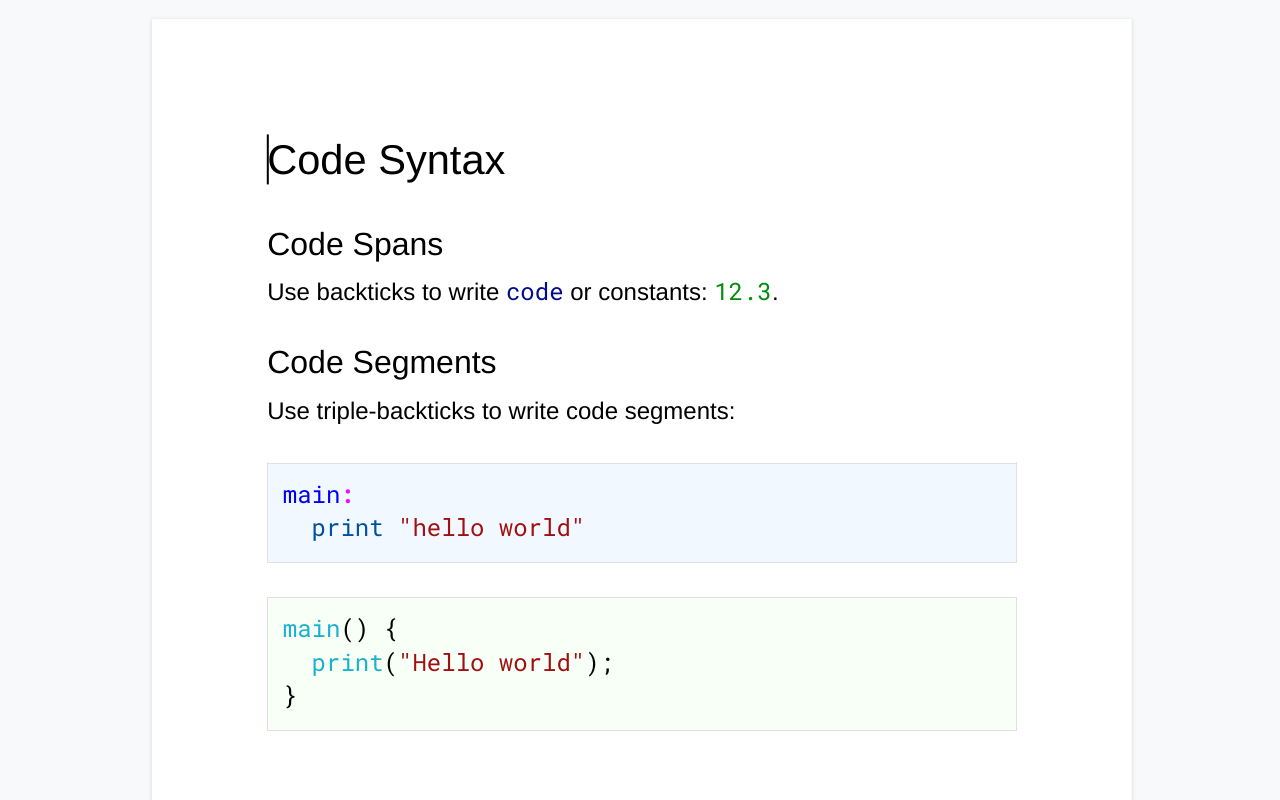 Code Syntax
Code Spans
Use backticks to write code or constants: 12.3.
Code Segments
Use triple-backticks to write code segments:
main:
  print "hello world"
main() {
  print("Hello world");
}